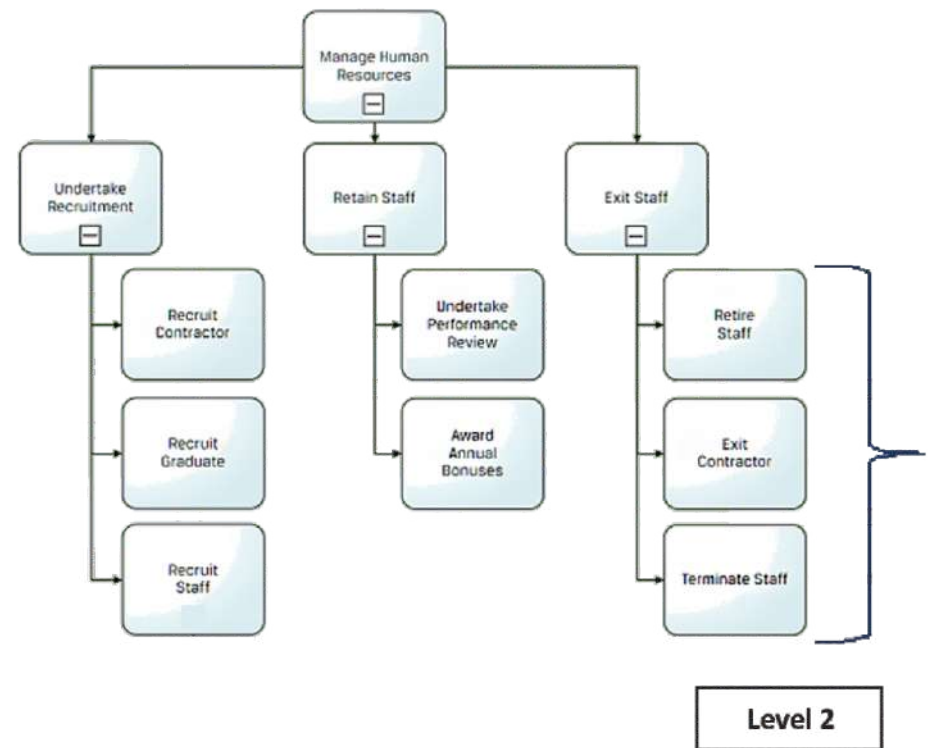 Manage Human
Resources
Undertake
Recruitment
Retain Staff
Exit Staff
Recruit
Contractor
Undertake
Performance
Review
Retire
Staff
Recruit
Graduate
Award
Annual
Bonuses
Exit
Contractor
Recruit
Staff
Terminate Staff
Level 2